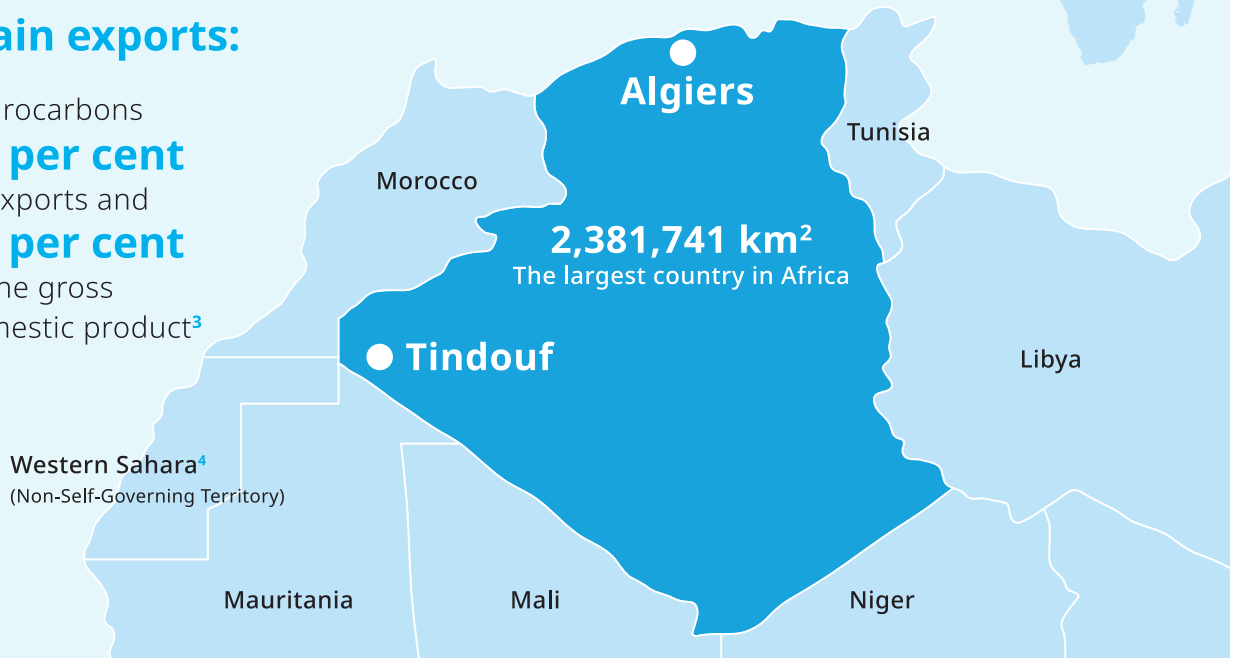 ain exports:
rocarbons
per cent
xports and
per cent
ne gross
nestic product³
Algiers
Tunisia
Morocco
2,381,741 km²
The largest country in Africa
Tindouf
Libya
Western Sahara⁴
(Non-Self-Governing Territory)
Mauritania
Mali
Niger